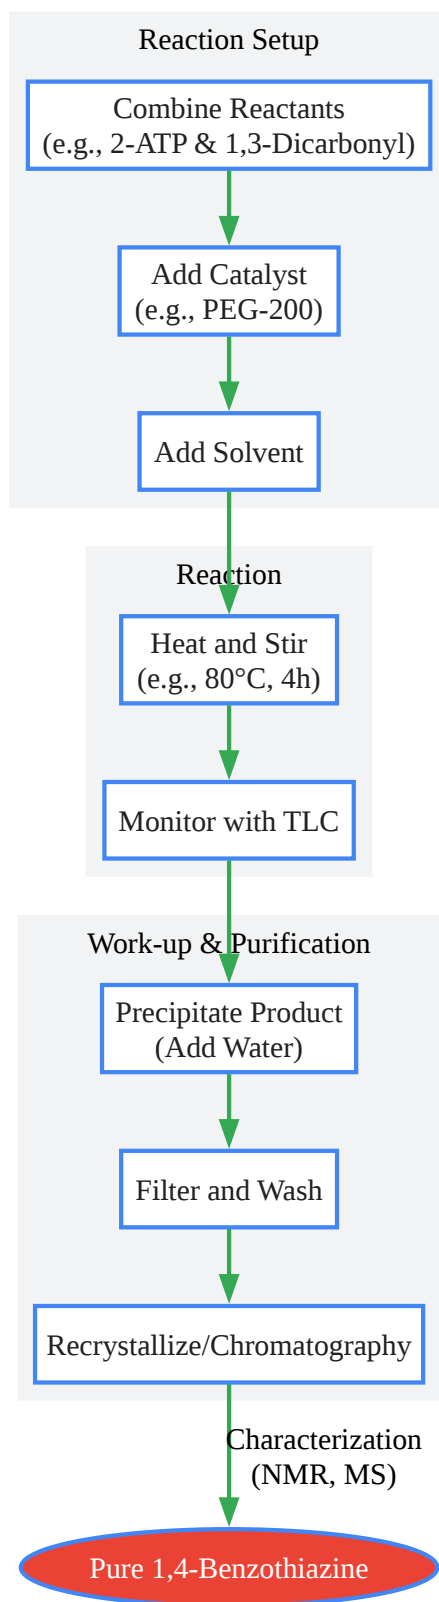 Reaction Setup
Combine Reactants
(e.g., 2-ATP & 1,3-Dicarbonyl)
Add Catalyst
(e.g., PEG-200)
Add Solvent
Reaction
Heat and Stir
(e.g., 80°C, 4h)
Monitor with TLC
Work-up & Purification
Precipitate Product
(Add Water)
Filter and Wash
Recrystallize/Chromatography
Characterization
(NMR, MS)
Pure 1,4-Benzothiazine